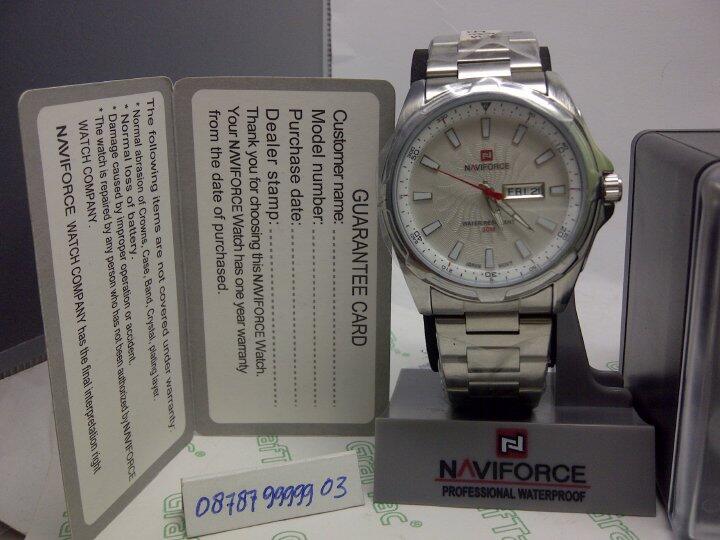 The following items are not covered under warranty:
* Normal abrasion of Crowns, Case, Band, Crystal, plating layer.
* Normal loss of battery.
* Damage caused by improper operation or accident.
* The watch is repaired by any person who has not been authorized by NAVIFORCE
WATCH COMPANY.
NAVIFORCE WATCH COMPANY has the final interpretation right.
GUARANTEE CARD
Customer name:
Model number:
Purchase date:
Dealer stamp:
Thank you for choosing this NAVIFORCE Watch.
Your NAVIFORCE Watch has one year warranty
from the date of purchased.
NAVIFORCE
FRI 2
WATER RESISTANT
30M
NAVIFORCE
PROFESSIONAL WATERPROOF
0878799999 03